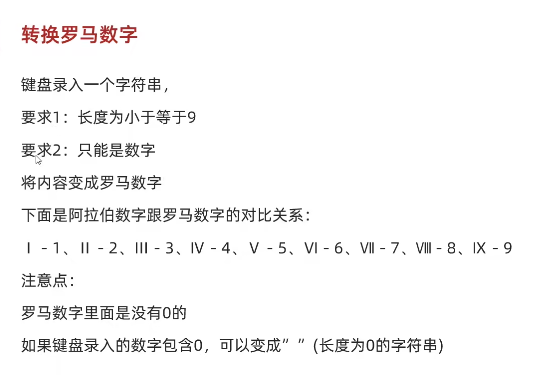 转换罗马数字
键盘录入一个字符串，
要求1：长度为小于等于9
要求2：只能是数字
将内容变成罗马数字
下面是阿拉伯数字跟罗马数字的对比关系：
Ⅰ - 1、Ⅱ - 2、Ⅲ - 3、Ⅳ - 4、Ⅴ - 5、Ⅵ - 6、Ⅶ - 7、Ⅷ - 8、Ⅸ - 9
注意点：
罗马数字里面是没有0的
如果键盘录入的数字包含0，可以变成” ” (长度为0的字符串)